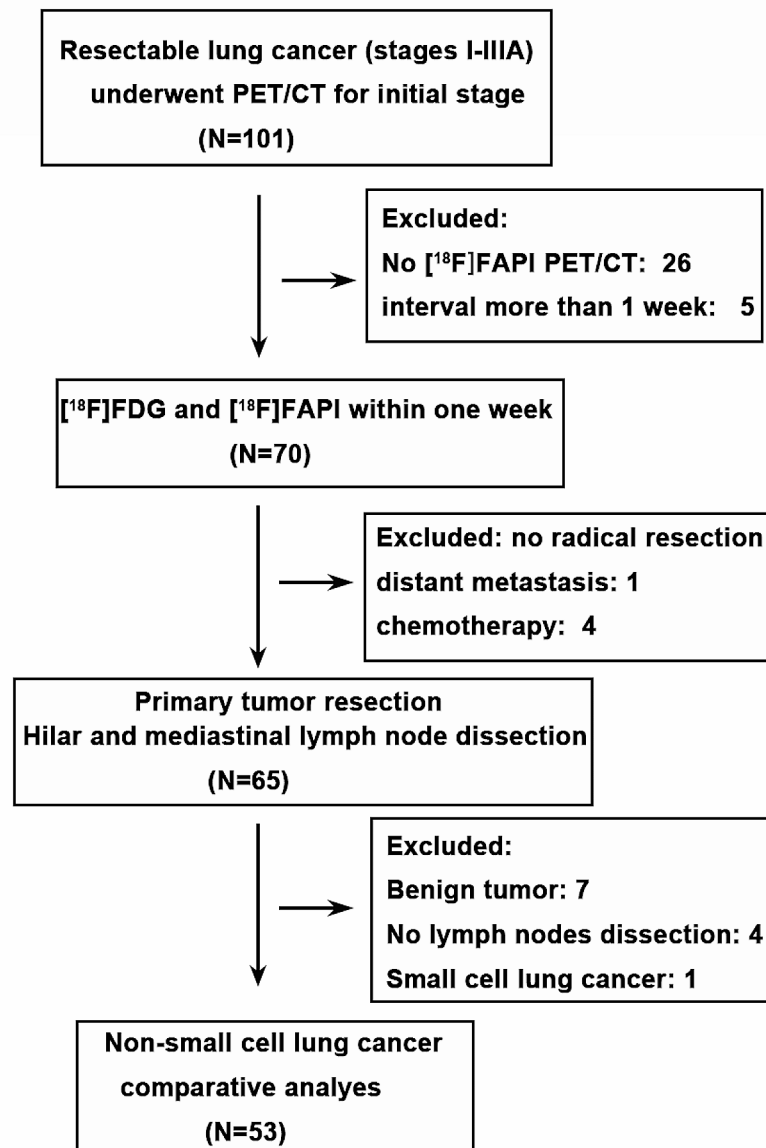 Resectable lung cancer (stages I-IIIA)
underwent PET/CT for initial stage
(N=101)
Excluded:
No [¹⁸F]FAPI PET/CT: 26
interval more than 1 week: 5
[¹⁸F]FDG and [¹⁸F]FAPI within one week
(N=70)
Excluded: no radical resection
distant metastasis: 1
chemotherapy: 4
Primary tumor resection
Hilar and mediastinal lymph node dissection
(N=65)
Excluded:
Benign tumor: 7
No lymph nodes dissection: 4
Small cell lung cancer: 1
Non-small cell lung cancer
comparative analyes
(N=53)